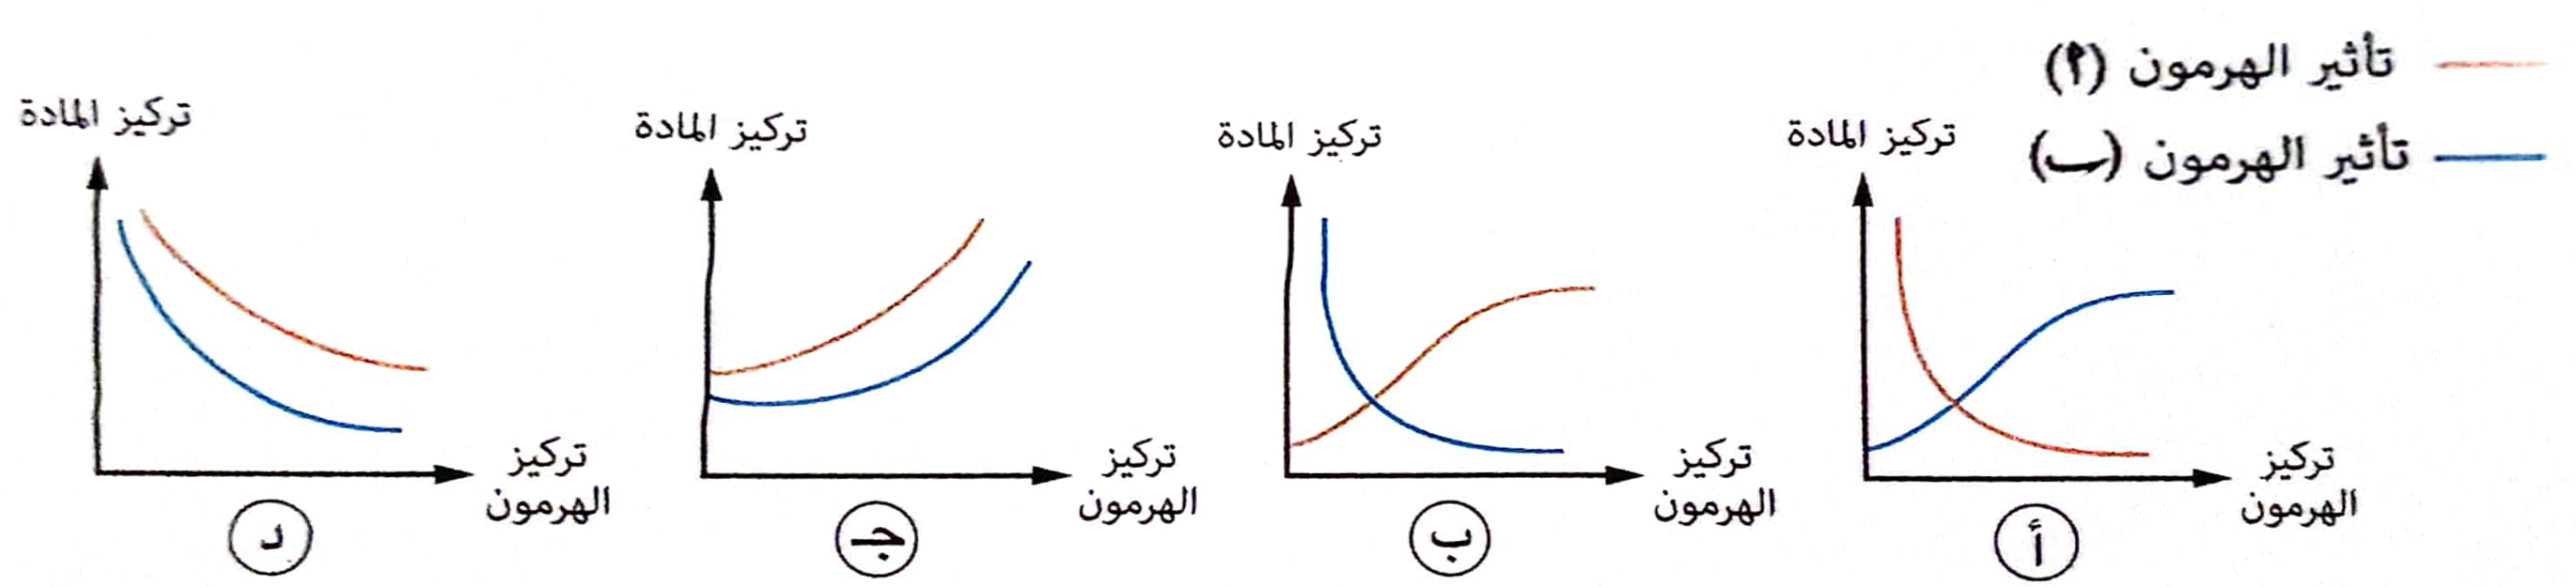 تأثير الهرمون (أ)
تأثير الهرمون (ب)
تركيز المادة
تركيز
الهرمون
أ
تركيز المادة
تركيز
الهرمون
ب
تركيز المادة
تركيز
الهرمون
جـ
تركيز المادة
تركيز
الهرمون
د